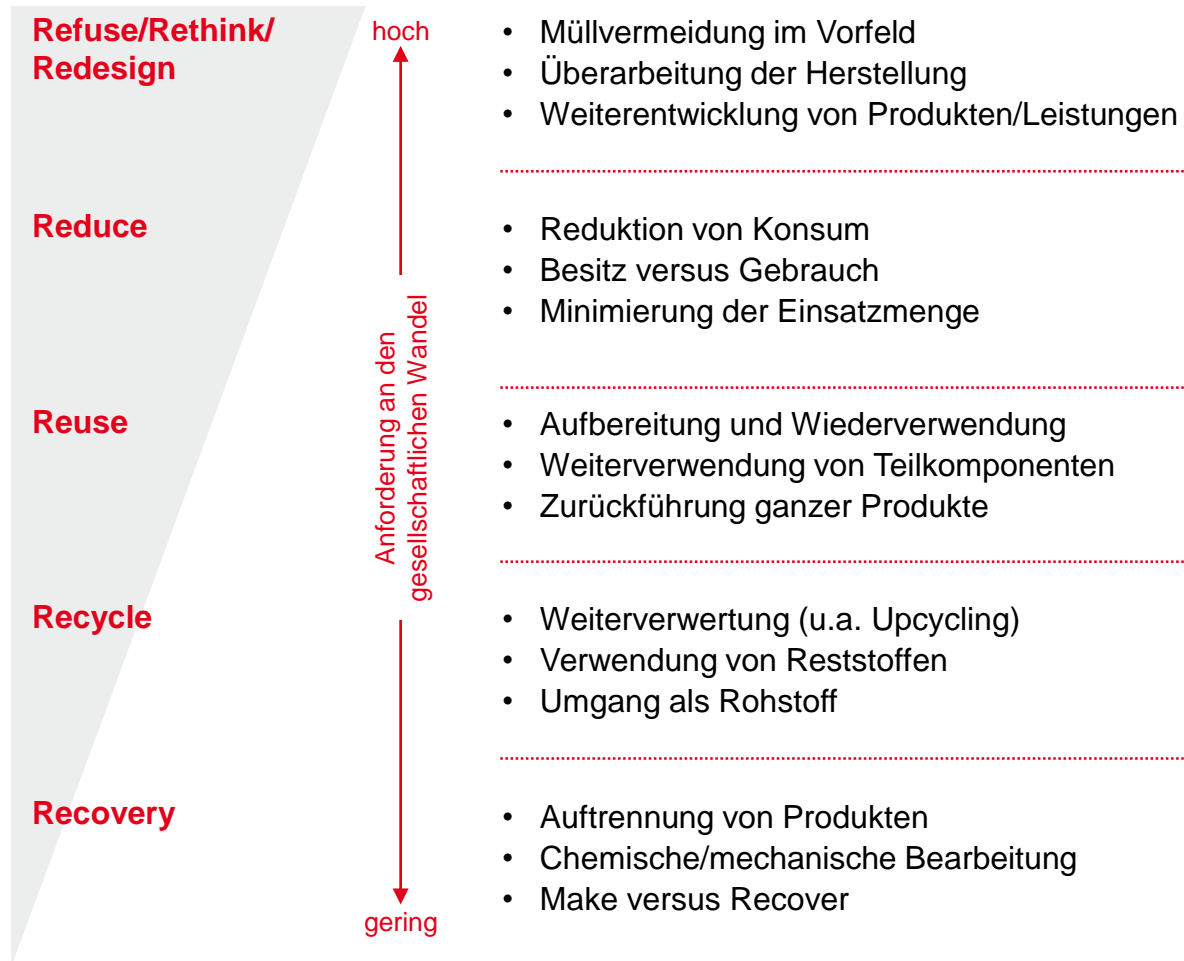 Refuse/Rethink/
Redesign
hoch
• Müllvermeidung im Vorfeld
• Überarbeitung der Herstellung
• Weiterentwicklung von Produkten/Leistungen
Reduce
• Reduktion von Konsum
• Besitz versus Gebrauch
• Minimierung der Einsatzmenge
Anforderung an den
gesellschaftlichen Wandel
Reuse
• Aufbereitung und Wiederverwendung
• Weiterverwendung von Teilkomponenten
• Zurückführung ganzer Produkte
Recycle
• Weiterverwertung (u.a. Upcycling)
• Verwendung von Reststoffen
• Umgang als Rohstoff
Recovery
• Auftrennung von Produkten
• Chemische/mechanische Bearbeitung
• Make versus Recover
gering